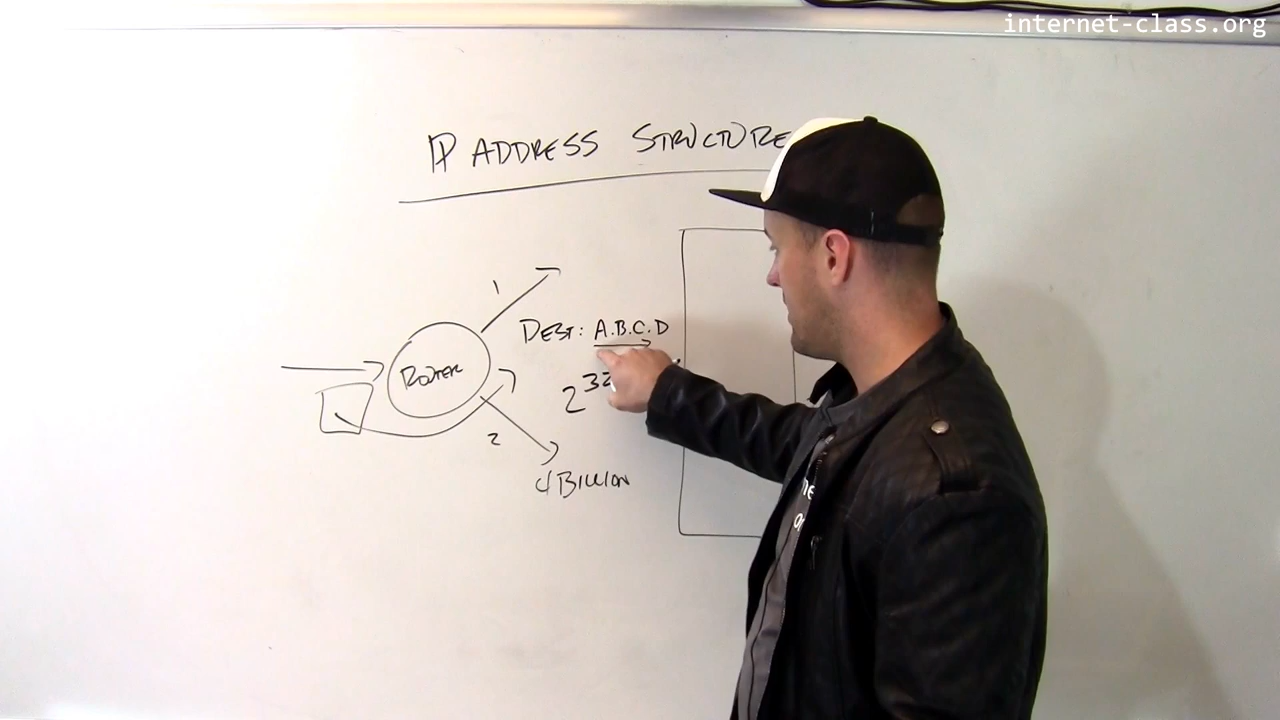 internet-class.org
IP ADDRESS STRUCTURE
1
DEST: A.B.C.D
ROUTER
2^32
2
4 BILLION